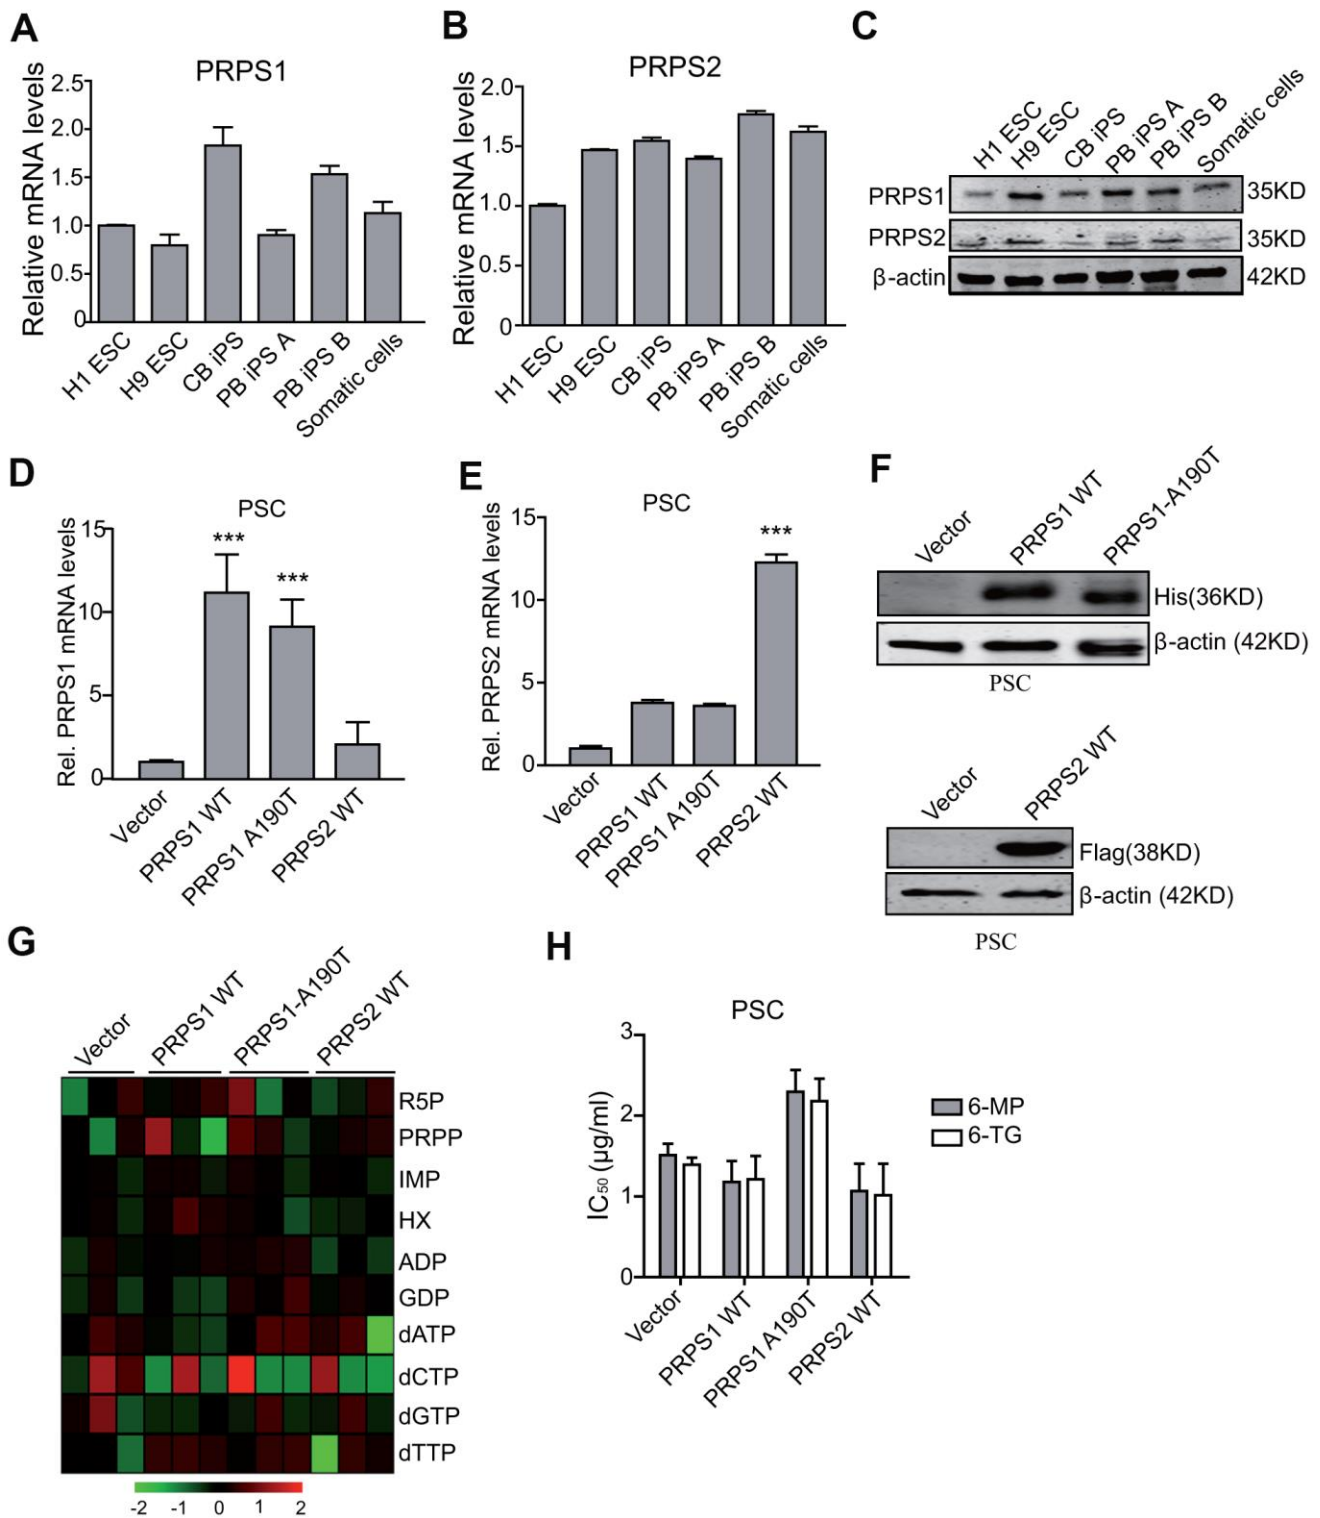 A
PRPS1
Relative mRNA levels
2.5
2.0
1.5
1.0
0.5
0
H1 ESC
H9 ESC
CB iPS
PB iPS A
PB iPS B
Somatic cells
B
PRPS2
Relative mRNA levels
2.0
1.5
1.0
0.5
0
H1 ESC
H9 ESC
CB iPS
PB iPS A
PB iPS B
Somatic cells
C
H1 ESC
H9 ESC
CB iPS
PB iPS A
PB iPS B
Somatic cells
PRPS1 35KD
PRPS2 35KD
β-actin 42KD
D
PSC
Rel. PRPS1 mRNA levels
15
10
5
0
***
***
Vector
PRPS1 WT
PRPS1 A190T
PRPS2 WT
E
PSC
Rel. PRPS2 mRNA levels
15
10
5
0
***
Vector
PRPS1 WT
PRPS1 A190T
PRPS2 WT
F
Vector
PRPS1 WT
PRPS1-A190T
His(36KD)
β-actin (42KD)
PSC
Vector
PRPS2 WT
Flag(38KD)
β-actin (42KD)
PSC
G
Vector
PRPS1 WT
PRPS1-A190T
PRPS2 WT
R5P
PRPP
IMP
HX
ADP
GDP
dATP
dCTP
dGTP
dTTP
-2 -1 0 1 2
H
PSC
IC50 (μg/ml)
3
2
1
0
6-MP
6-TG
Vector
PRPS1 WT
PRPS1 A190T
PRPS2 WT